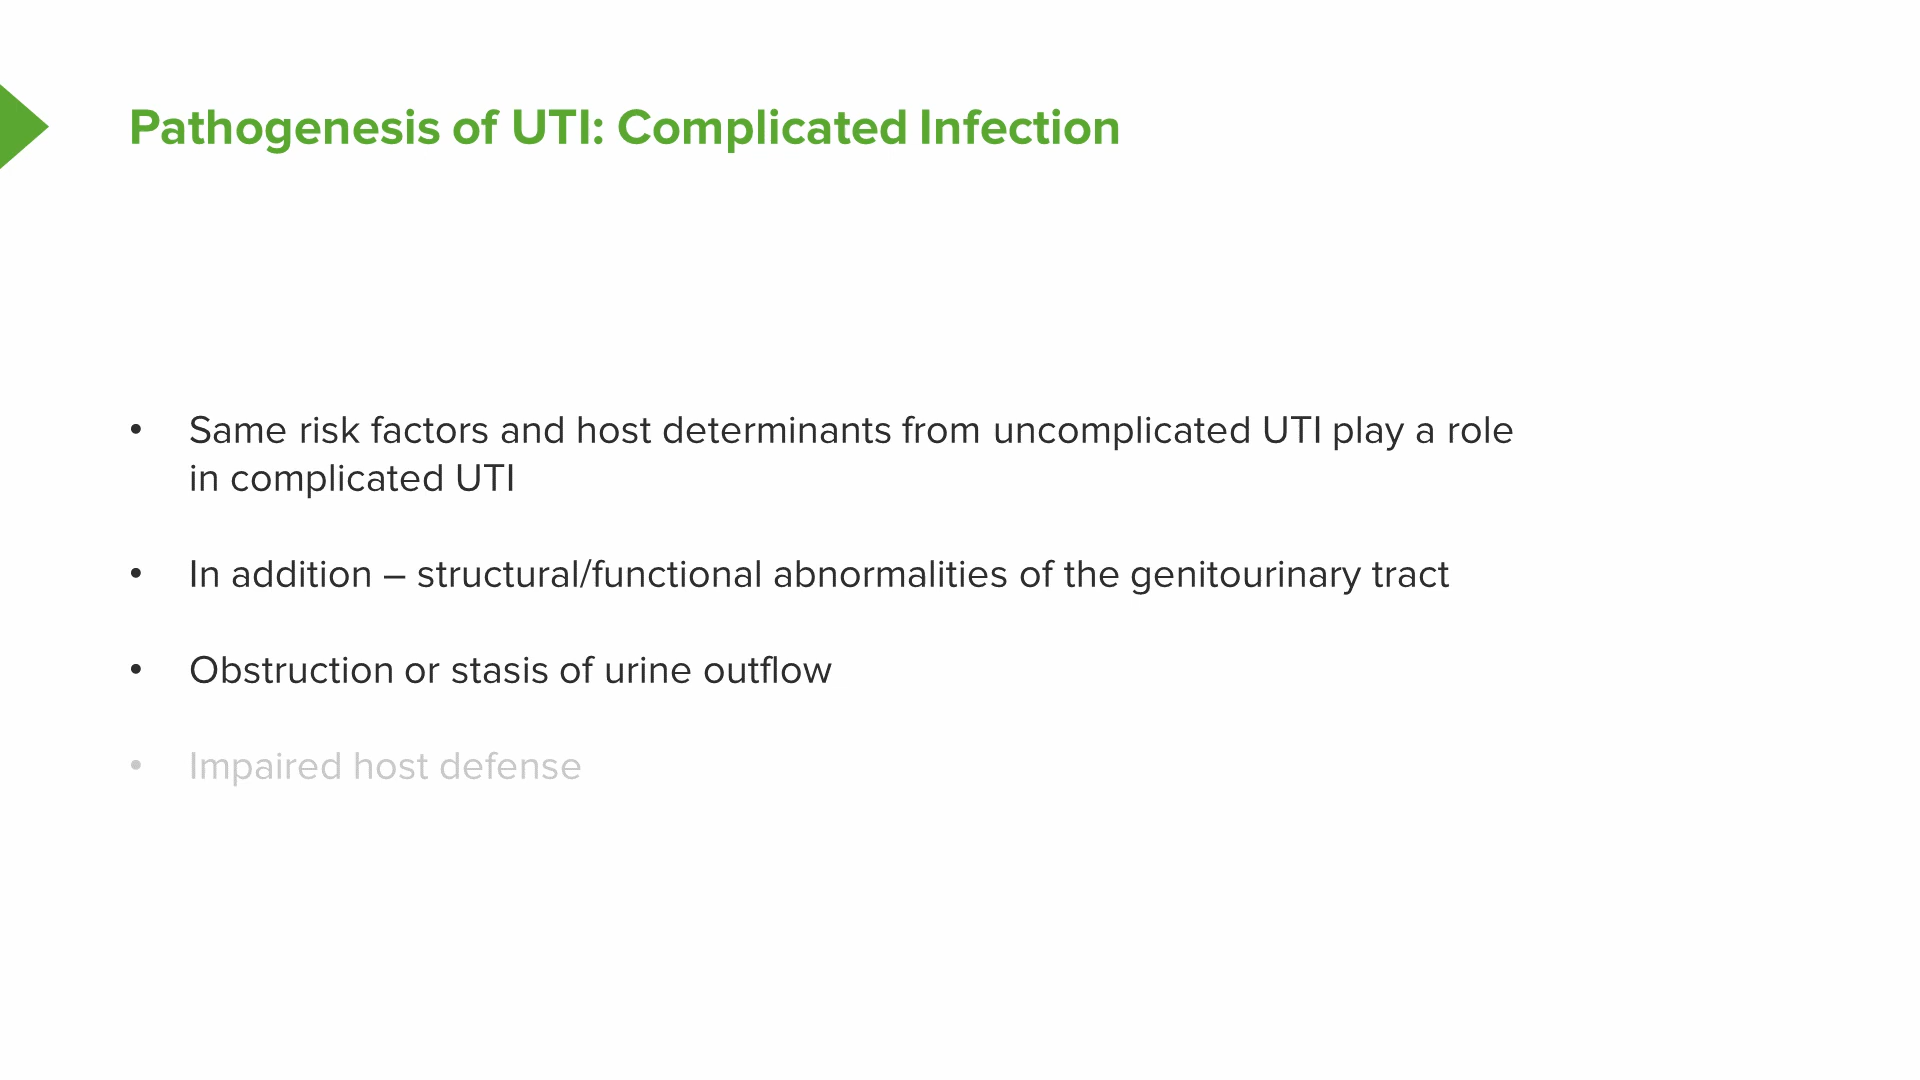 Pathogenesis of UTI: Complicated Infection
• Same risk factors and host determinants from uncomplicated UTI play a role
in complicated UTI
• In addition – structural/functional abnormalities of the genitourinary tract
• Obstruction or stasis of urine outflow
• Impaired host defense